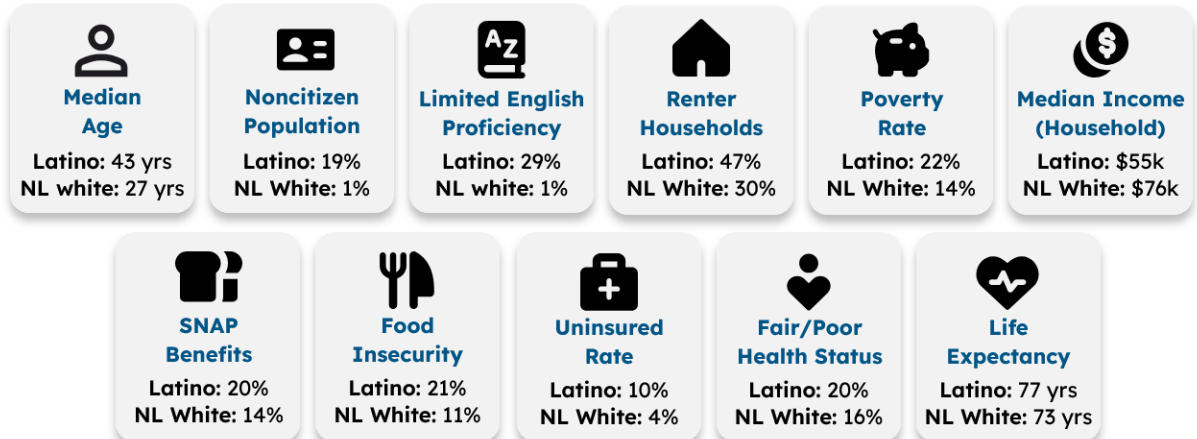 AZ
$
Median Age
Latino: 43 yrs
NL white: 27 yrs
Noncitizen Population
Latino: 19%
NL White: 1%
Limited English Proficiency
Latino: 29%
NL white: 1%
Renter Households
Latino: 47%
NL White: 30%
Poverty Rate
Latino: 22%
NL White: 14%
Median Income (Household)
Latino: $55k
NL White: $76k
SNAP Benefits
Latino: 20%
NL White: 14%
Food Insecurity
Latino: 21%
NL White: 11%
Uninsured Rate
Latino: 10%
NL White: 4%
Fair/Poor Health Status
Latino: 20%
NL White: 16%
Life Expectancy
Latino: 77 yrs
NL White: 73 yrs